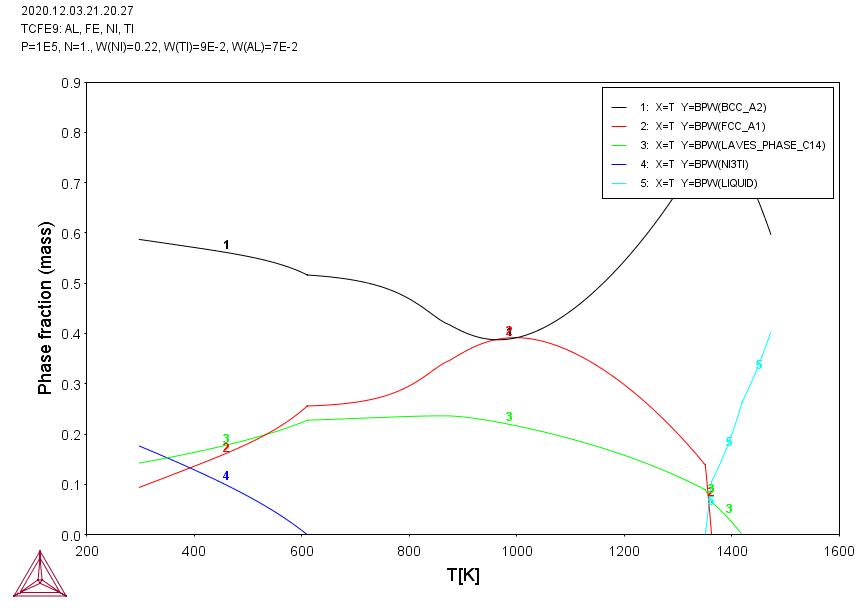 2020.12.03.21.20.27
TCFE9: AL, FE, NI, TI
P=1E5, N=1., W(NI)=0.22, W(TI)=9E-2, W(AL)=7E-2
0.9
0.8
0.7
0.6
0.5
0.4
0.3
0.2
0.1
0.0
Phase fraction (mass)
1: X=T Y=BPW(BCC_A2)
2: X=T Y=BPW(FCC_A1)
3: X=T Y=BPW(LAVES_PHASE_C14)
4: X=T Y=BPW(NI3TI)
5: X=T Y=BPW(LIQUID)
1
3
2
4
3
5
5
3
200 400 600 800 1000 1200 1400 1600
T[K]